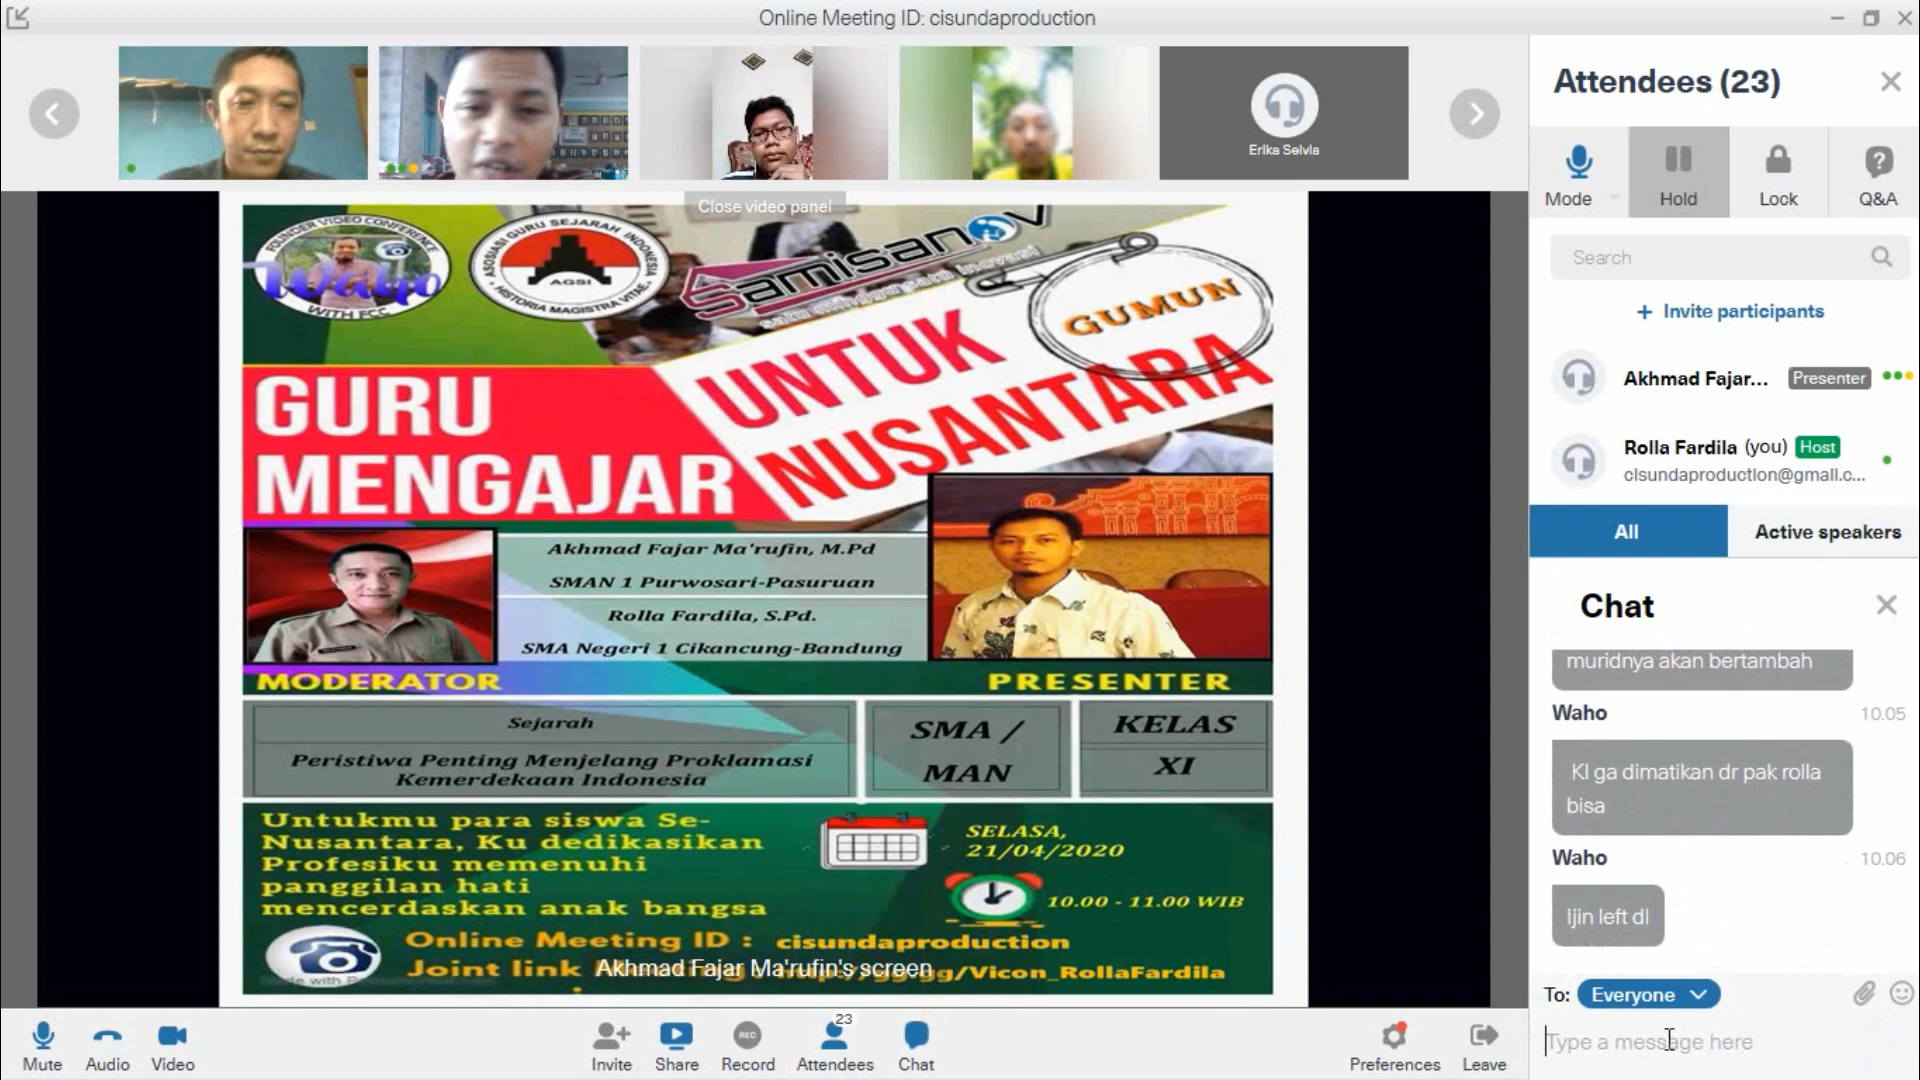 Online Meeting ID: cisundaproduction
Erika Selvia
Close video panel
FOUNDER VIDEO CONFERENCE
Waho
WITH FCC
ASOSIASI GURU SEJARAH INDONESIA
AGSI
HISTORIA MAGISTRA VITAE
Samisanov
GUMUN
GURU
MENGAJAR
UNTUK
NUSANTARA
Akhmad Fajar Ma'rufin, M.Pd
SMAN 1 Purwosari-Pasuruan
Rolla Fardila, S.Pd.
SMA Negeri 1 Cikancung-Bandung
MODERATOR
PRESENTER
Sejarah
Peristiwa Penting Menjelang Proklamasi
Kemerdekaan Indonesia
SMA /
MAN
KELAS
XI
Untukmu para siswa Se-
Nusantara, Ku dedikasikan
Profesiku memenuhi
panggilan hati
mencerdaskan anak bangsa
SELASA,
21/04/2020
10.00 - 11.00 WIB
Online Meeting ID : cisundaproduction
Joint link
Akhmad Fajar Ma'rufin's screen
/Vicon_RollaFardila
Attendees (23)
Mode
Hold
Lock
Q&A
Search
+ Invite participants
Akhmad Fajar... Presenter
Rolla Fardila (you) Host
cisundaproduction@gmail.c...
All
Active speakers
Chat
muridnya akan bertambah
Waho 10.05
Kl ga dimatikan dr pak rolla
bisa
Waho 10.06
Ijin left dl
To: Everyone
Type a message here
Mute
Audio
Video
Invite
Share
REC
Record
23
Attendees
Chat
Preferences
Leave